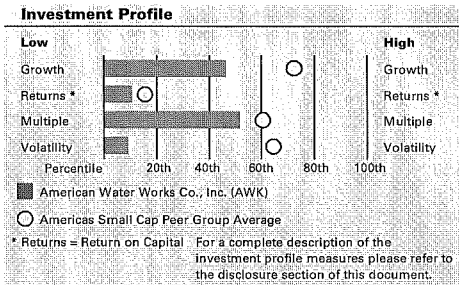 Investment Profile
Low High
Growth Growth
Returns * Returns *
Multiple Multiple
Volatility Volatility
Percentile 20th 40th 60th 80th 100th
American Water Works Co., Inc. (AWK)
Americas Small Cap Peer Group Average
* Returns = Return on Capital For a complete description of the
investment profile measures please refer to
the disclosure section of this document.